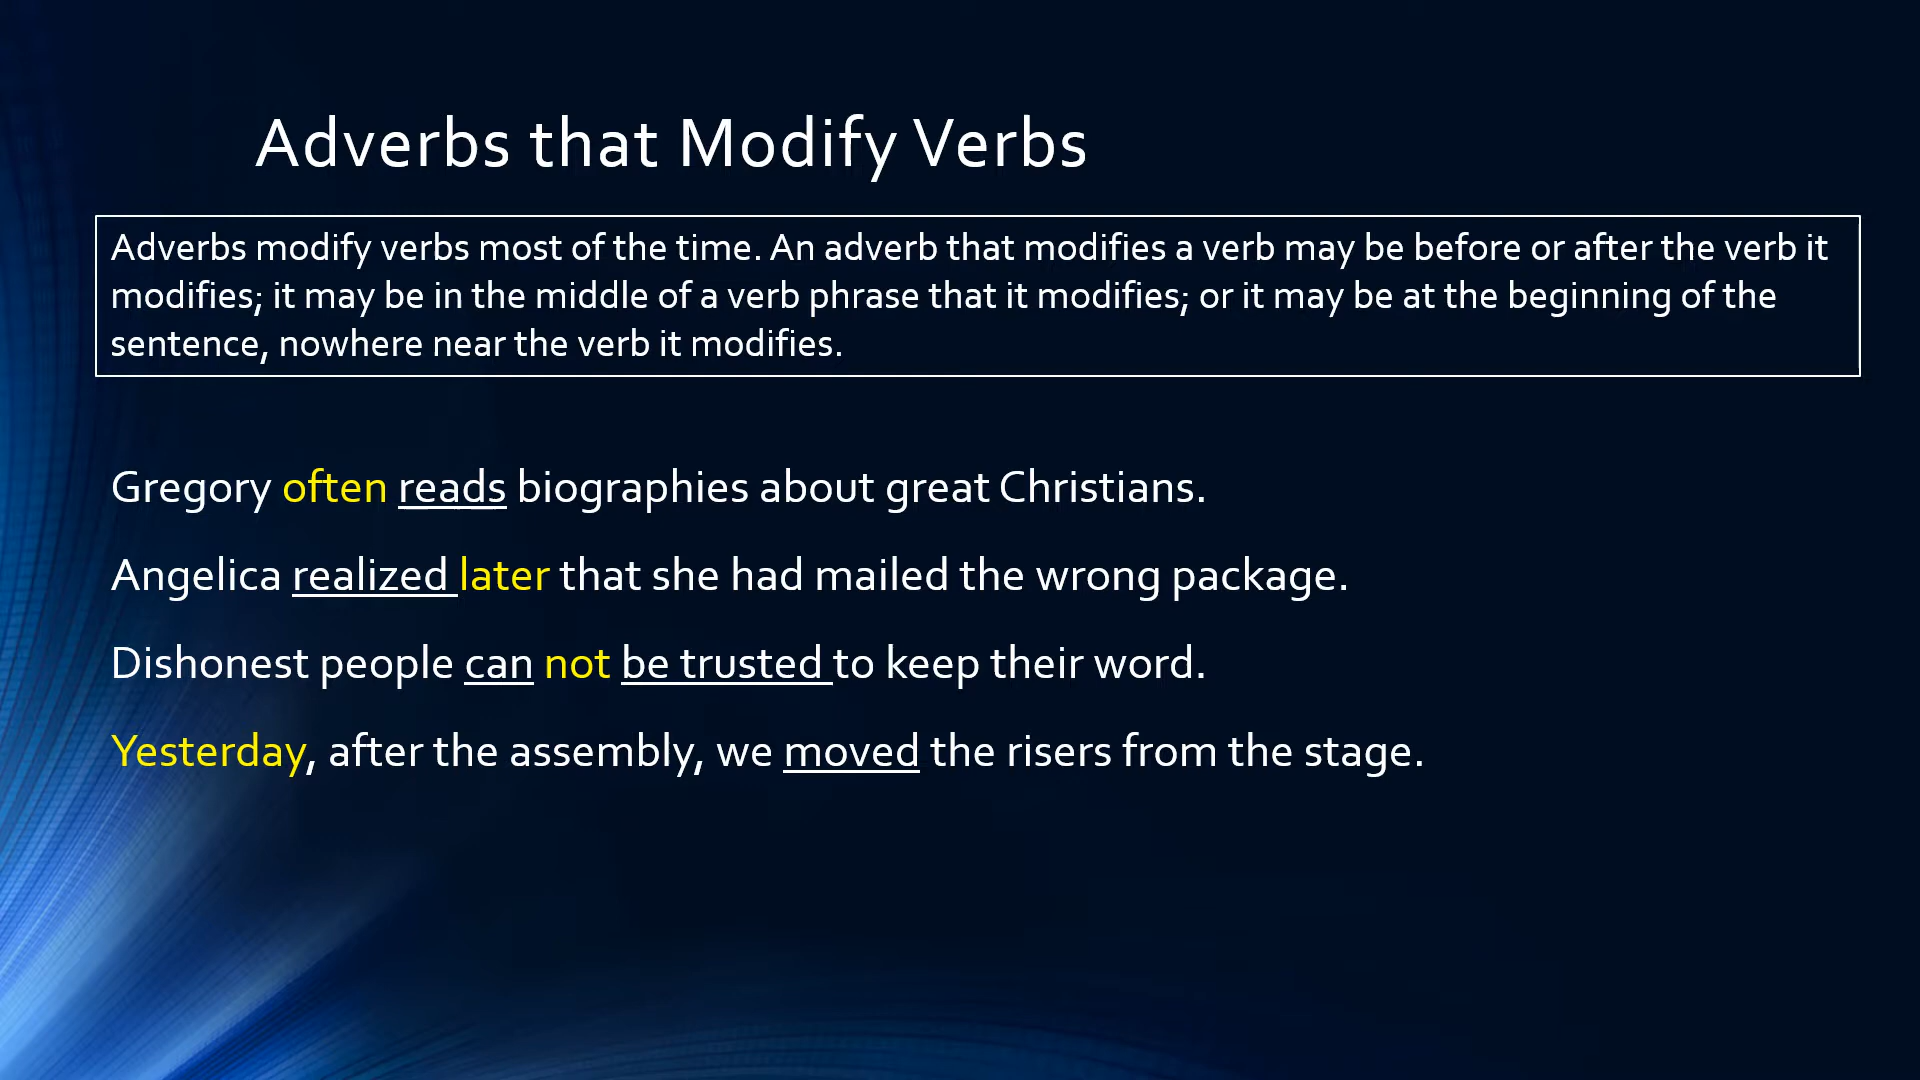 Adverbs that Modify Verbs
Adverbs modify verbs most of the time. An adverb that modifies a verb may be before or after the verb it
modifies; it may be in the middle of a verb phrase that it modifies; or it may be at the beginning of the
sentence, nowhere near the verb it modifies.
Gregory often reads biographies about great Christians.
Angelica realized later that she had mailed the wrong package.
Dishonest people can not be trusted to keep their word.
Yesterday, after the assembly, we moved the risers from the stage.